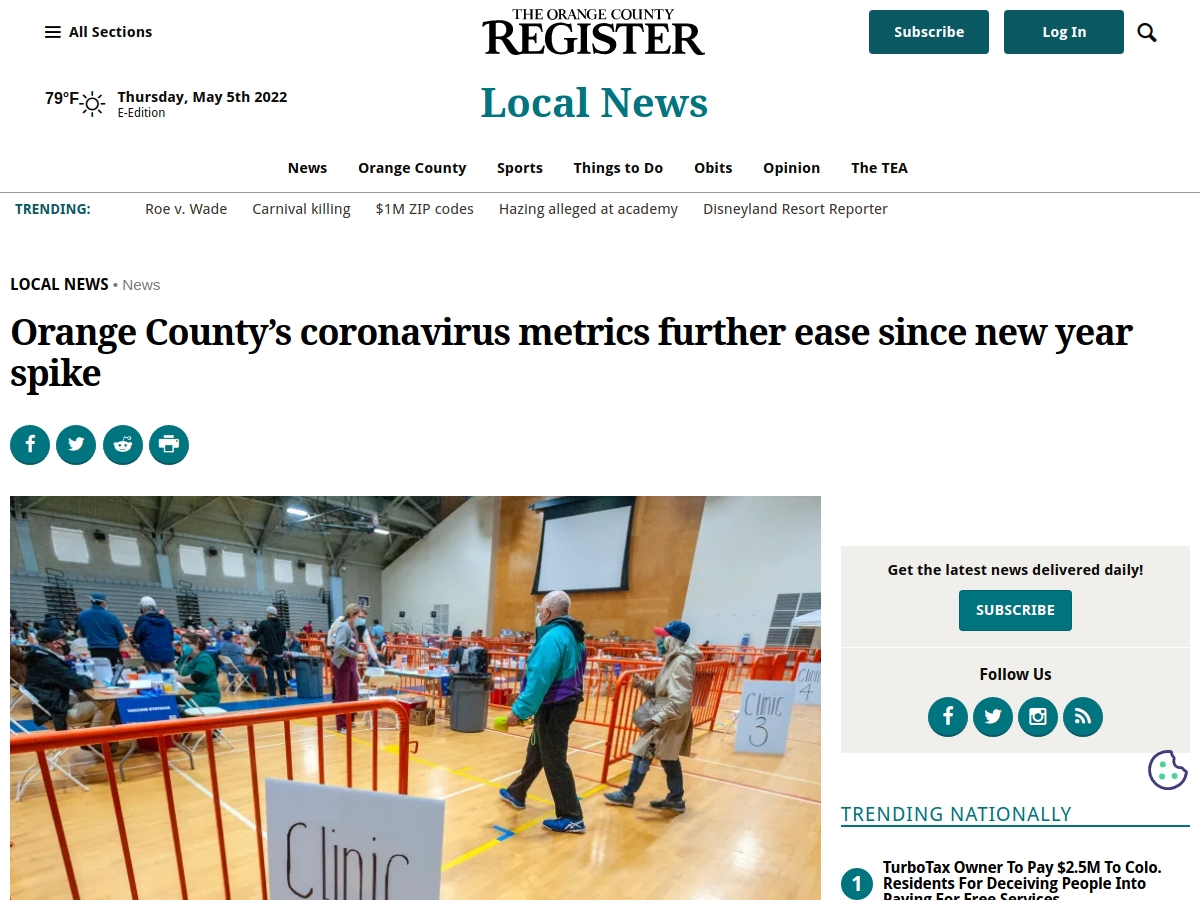 All Sections
THE ORANGE COUNTY
REGISTER
Subscribe
Log In
79°F
Thursday, May 5th 2022
E-Edition
Local News
News Orange County Sports Things to Do Obits Opinion The TEA
TRENDING: Roe v. Wade Carnival killing $1M ZIP codes Hazing alleged at academy Disneyland Resort Reporter
LOCAL NEWS • News
Orange County’s coronavirus metrics further ease since new year
spike
Clinic
4
Clinic
3
Clinic
Get the latest news delivered daily!
SUBSCRIBE
Follow Us
TRENDING NATIONALLY
1
TurboTax Owner To Pay $2.5M To Colo.
Residents For Deceiving People Into
Paying For Free Services